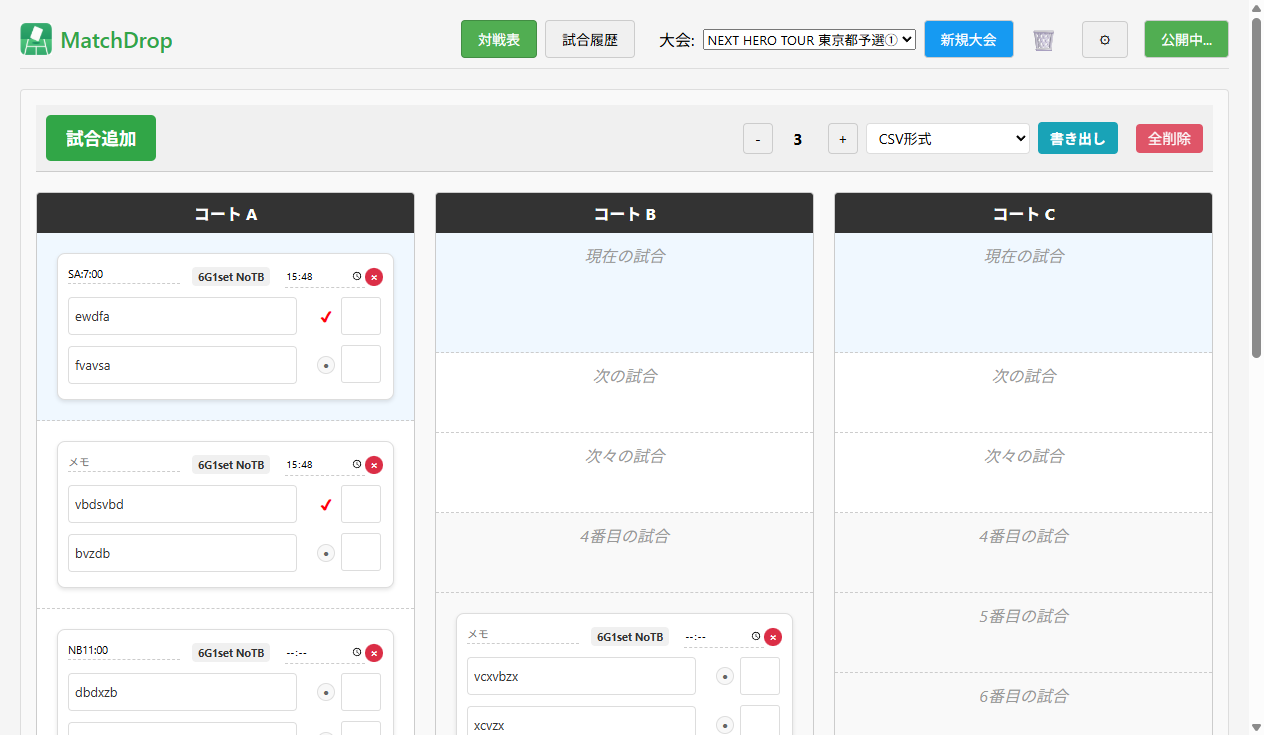 MatchDrop
対戦表 試合履歴 大会: NEXT HERO TOUR 東京都予選① 新規大会 公開中...
試合追加
- 3 + CSV形式 書き出し 全削除
コート A
SA:7:00 6G1set NoTB 15:48
ewdfa
fvavsa
メモ 6G1set NoTB 15:48
vbdsvbd
bvzdb
NB11:00 6G1set NoTB --:--
dbdxzb
コート B
現在の試合
次の試合
次々の試合
4番目の試合
メモ 6G1set NoTB --:--
vcxvbzx
xcvzx
コート C
現在の試合
次の試合
次々の試合
4番目の試合
5番目の試合
6番目の試合